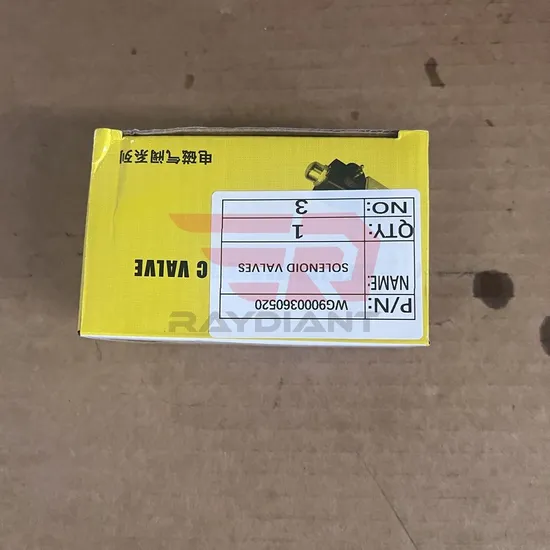 P/N: WG9000360520
NAME: SOLENOID VALVES
QTY: 1
NO: 3
C VALVE
电磁气阀系列
RAYDIANT